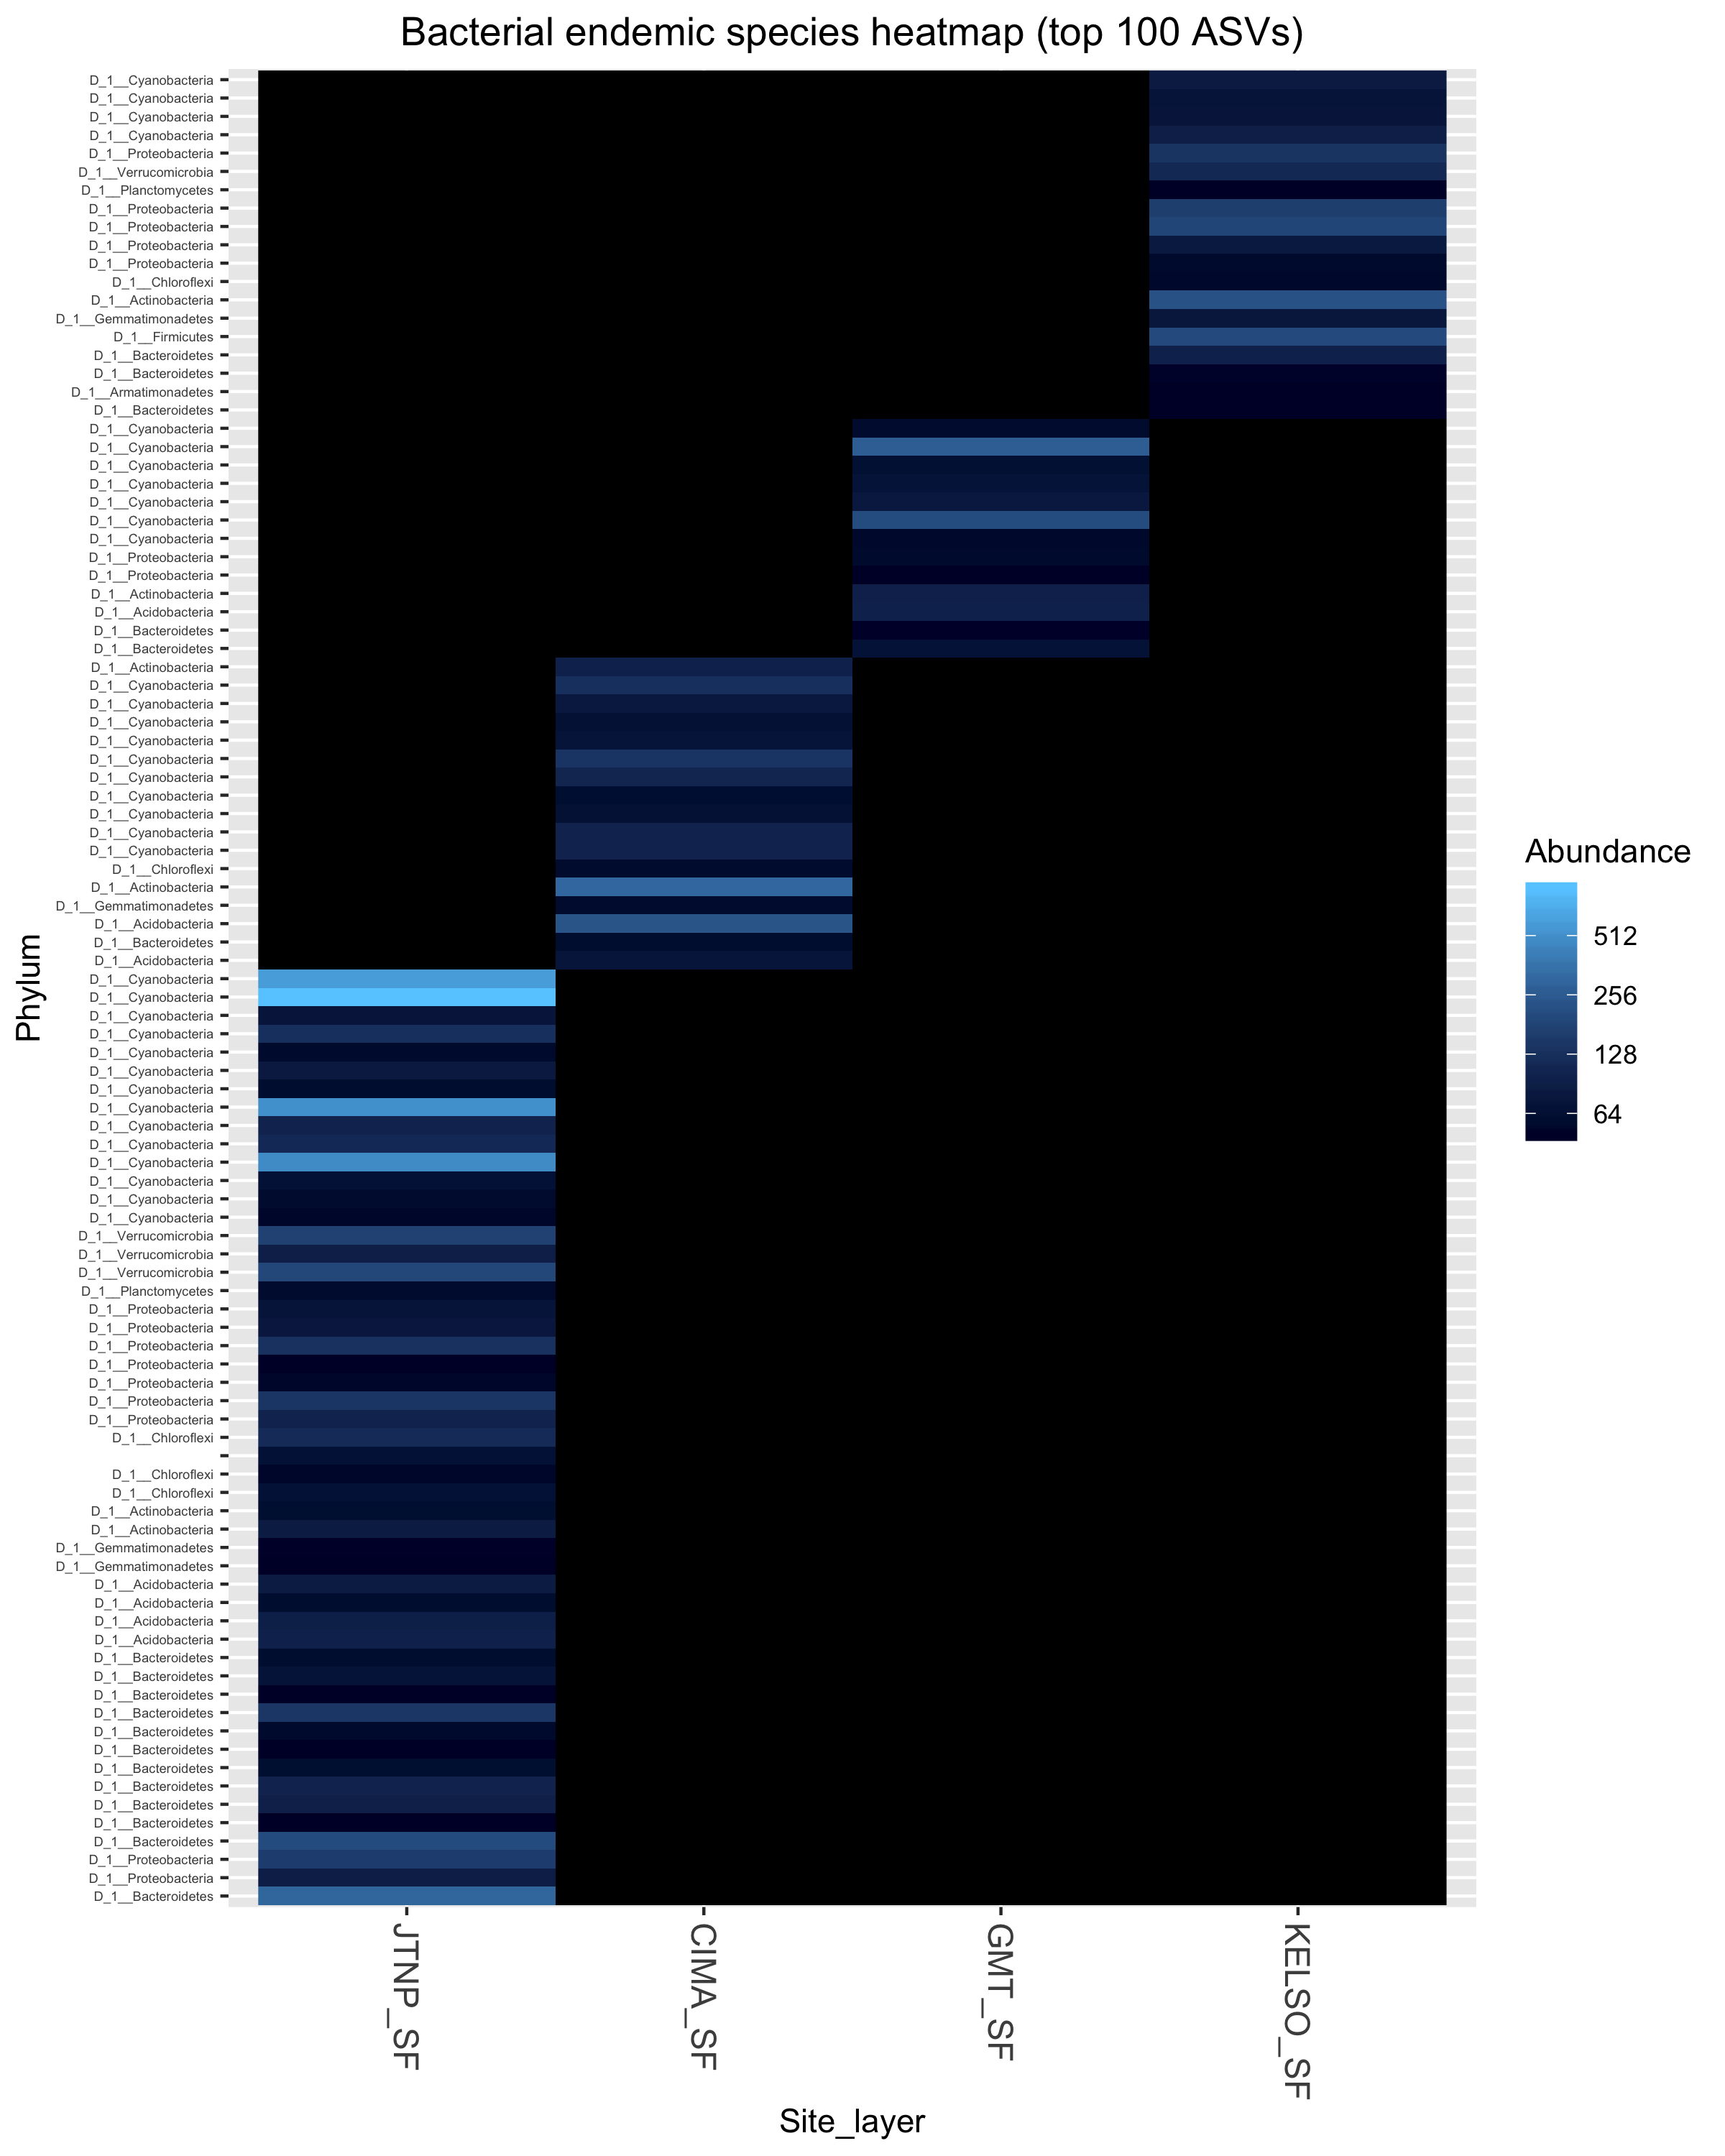 Bacterial endemic species heatmap (top 100 ASVs)
D_1__Cyanobacteria
D_1__Cyanobacteria
D_1__Cyanobacteria
D_1__Cyanobacteria
D_1__Proteobacteria
D_1__Verrucomicrobia
D_1__Planctomycetes
D_1__Proteobacteria
D_1__Proteobacteria
D_1__Proteobacteria
D_1__Proteobacteria
D_1__Chloroflexi
D_1__Actinobacteria
D_1__Gemmatimonadetes
D_1__Firmicutes
D_1__Bacteroidetes
D_1__Bacteroidetes
D_1__Armatimonadetes
D_1__Bacteroidetes
D_1__Cyanobacteria
D_1__Cyanobacteria
D_1__Cyanobacteria
D_1__Cyanobacteria
D_1__Cyanobacteria
D_1__Cyanobacteria
D_1__Cyanobacteria
D_1__Proteobacteria
D_1__Proteobacteria
D_1__Actinobacteria
D_1__Acidobacteria
D_1__Bacteroidetes
D_1__Bacteroidetes
D_1__Actinobacteria
D_1__Cyanobacteria
D_1__Cyanobacteria
D_1__Cyanobacteria
D_1__Cyanobacteria
D_1__Cyanobacteria
D_1__Cyanobacteria
D_1__Cyanobacteria
D_1__Cyanobacteria
D_1__Cyanobacteria
D_1__Cyanobacteria
D_1__Chloroflexi
D_1__Actinobacteria
D_1__Gemmatimonadetes
D_1__Acidobacteria
D_1__Bacteroidetes
D_1__Acidobacteria
D_1__Cyanobacteria
D_1__Cyanobacteria
D_1__Cyanobacteria
D_1__Cyanobacteria
D_1__Cyanobacteria
D_1__Cyanobacteria
D_1__Cyanobacteria
D_1__Cyanobacteria
D_1__Cyanobacteria
D_1__Cyanobacteria
D_1__Cyanobacteria
D_1__Cyanobacteria
D_1__Cyanobacteria
D_1__Cyanobacteria
D_1__Verrucomicrobia
D_1__Verrucomicrobia
D_1__Verrucomicrobia
D_1__Planctomycetes
D_1__Proteobacteria
D_1__Proteobacteria
D_1__Proteobacteria
D_1__Proteobacteria
D_1__Proteobacteria
D_1__Proteobacteria
D_1__Proteobacteria
D_1__Chloroflexi
D_1__Chloroflexi
D_1__Chloroflexi
D_1__Actinobacteria
D_1__Actinobacteria
D_1__Gemmatimonadetes
D_1__Gemmatimonadetes
D_1__Acidobacteria
D_1__Acidobacteria
D_1__Acidobacteria
D_1__Acidobacteria
D_1__Bacteroidetes
D_1__Bacteroidetes
D_1__Bacteroidetes
D_1__Bacteroidetes
D_1__Bacteroidetes
D_1__Bacteroidetes
D_1__Bacteroidetes
D_1__Bacteroidetes
D_1__Bacteroidetes
D_1__Bacteroidetes
D_1__Bacteroidetes
D_1__Proteobacteria
D_1__Proteobacteria
D_1__Bacteroidetes
Phylum
JTNP_SF
CIMA_SF
GMT_SF
KELSO_SF
Site_layer
Abundance
512
256
128
64